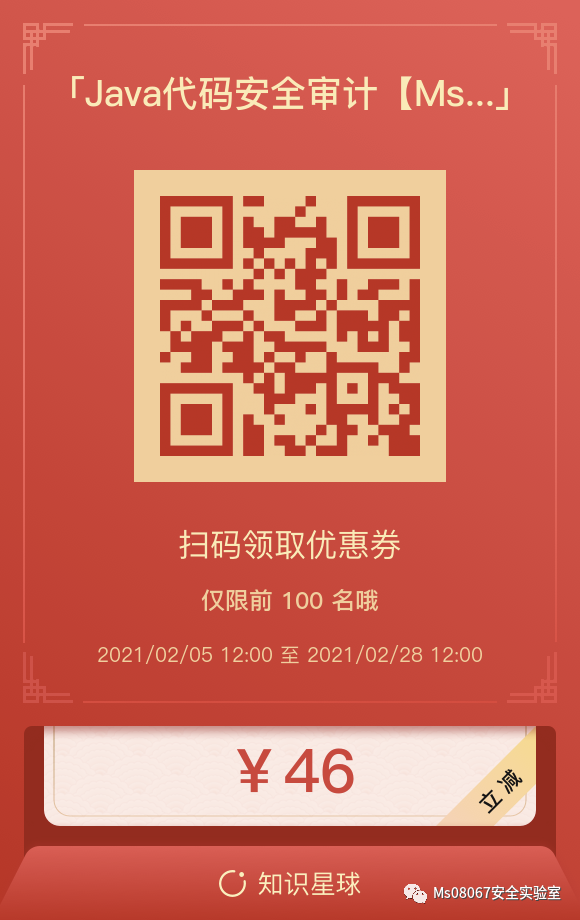 「Java代码安全审计【Ms...」
扫码领取优惠券
仅限前 100 名哦
2021/02/05 12:00 至 2021/02/28 12:00
¥ 46
立减
知识星球
Ms08067安全实验室